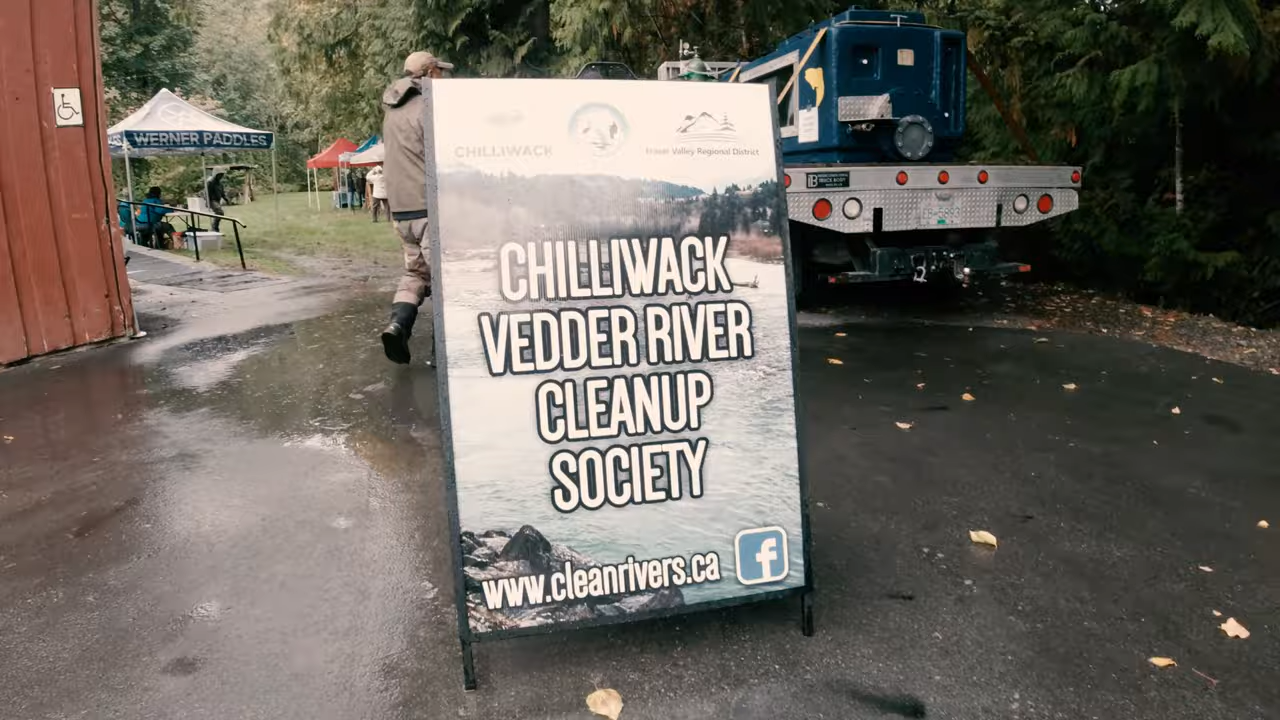 WERNER PADDLES
CHILLIWACK
Fraser Valley Regional District
CHILLIWACK
VEDDER RIVER
CLEANUP
SOCIETY
www.cleanrivers.ca
f